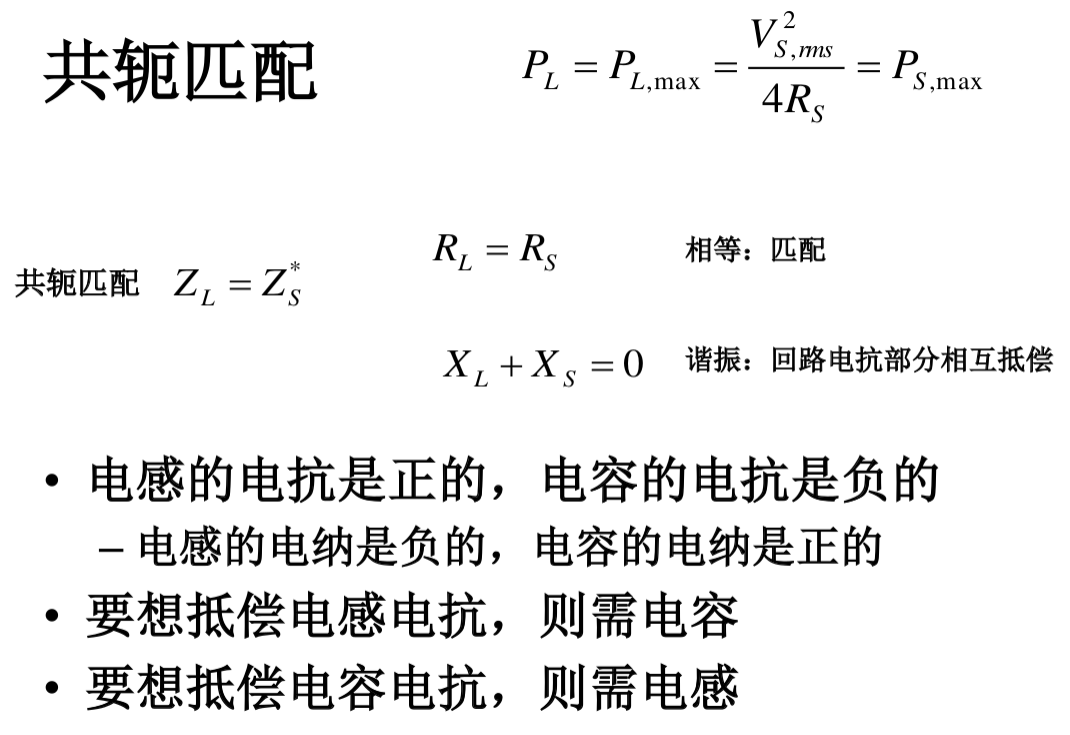 共轭匹配
P_L = P_{L,max} = \frac{V_{S,rms}^2}{4R_S} = P_{S,max}
R_L = R_S 相等：匹配
共轭匹配 Z_L = Z_S^*
X_L + X_S = 0 谐振：回路电抗部分相互抵偿
• 电感的电抗是正的，电容的电抗是负的
– 电感的电纳是负的，电容的电纳是正的
• 要想抵偿电感电抗，则需电容
• 要想抵偿电容电抗，则需电感